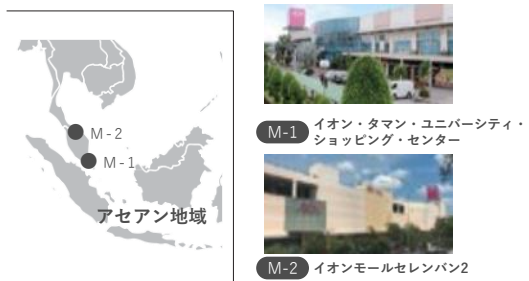 M-2
M-1
アセアン地域
M-1 イオン・タマン・ユニバーシティ・
ショッピング・センター
M-2 イオンモールセレンバン2